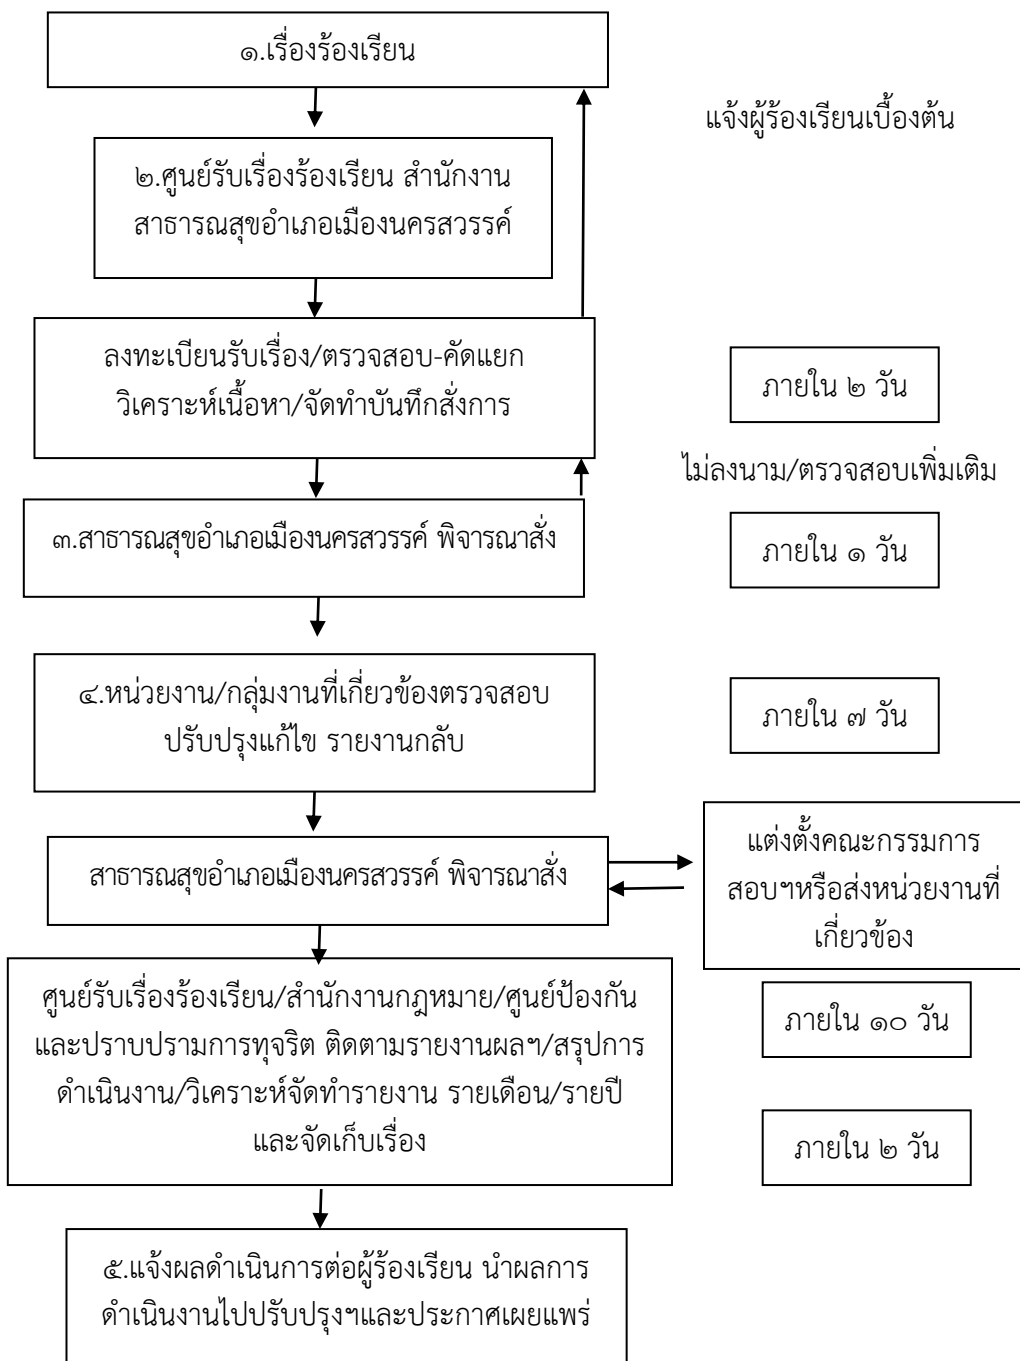 ๑.เรื่องร้องเรียน
แจ้งผู้ร้องเรียนเบื้องต้น
๒.ศูนย์รับเรื่องร้องเรียน สำนักงาน
สาธารณสุขอำเภอเมืองนครสวรรค์
ลงทะเบียนรับเรื่อง/ตรวจสอบ-คัดแยก
วิเคราะห์เนื้อหา/จัดทำบันทึกสั่งการ
ภายใน ๒ วัน
ไม่ลงนาม/ตรวจสอบเพิ่มเติม
๓.สาธารณสุขอำเภอเมืองนครสวรรค์ พิจารณาสั่ง
ภายใน ๑ วัน
๔.หน่วยงาน/กลุ่มงานที่เกี่ยวข้องตรวจสอบ
ปรับปรุงแก้ไข รายงานกลับ
ภายใน ๗ วัน
สาธารณสุขอำเภอเมืองนครสวรรค์ พิจารณาสั่ง
แต่งตั้งคณะกรรมการ
สอบฯหรือส่งหน่วยงานที่
เกี่ยวข้อง
ศูนย์รับเรื่องร้องเรียน/สำนักงานกฎหมาย/ศูนย์ป้องกัน
และปราบปรามการทุจริต ติดตามรายงานผลฯ/สรุปการ
ดำเนินงาน/วิเคราะห์จัดทำรายงาน รายเดือน/รายปี
และจัดเก็บเรื่อง
ภายใน ๑๐ วัน
ภายใน ๒ วัน
๕.แจ้งผลดำเนินการต่อผู้ร้องเรียน นำผลการ
ดำเนินงานไปปรับปรุงฯและประกาศเผยแพร่